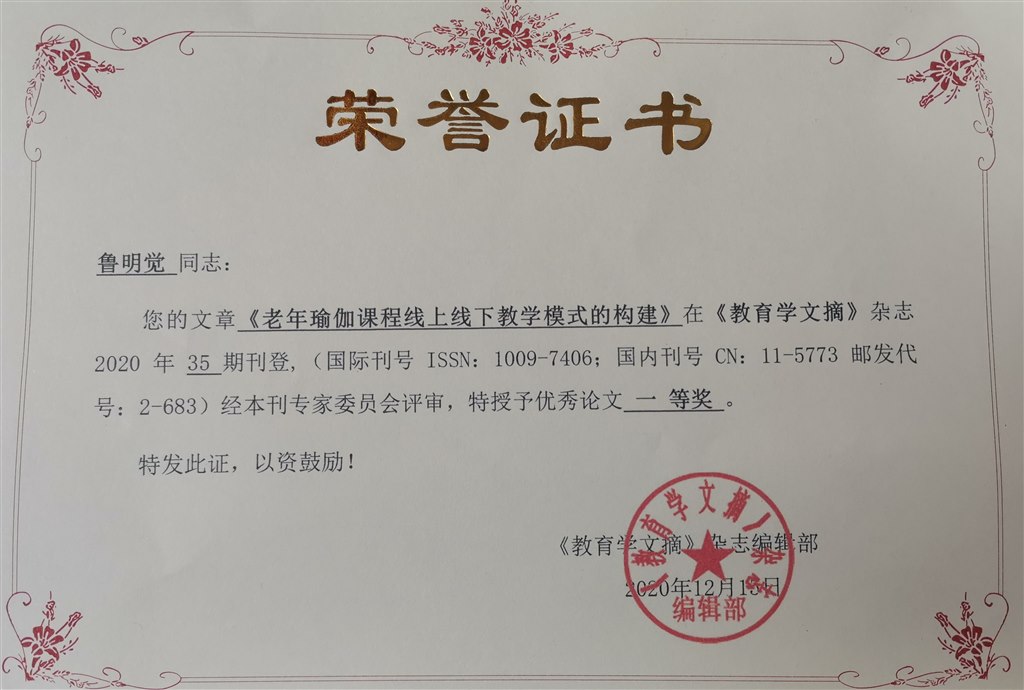 荣誉证书
鲁明觉 同志：
您的文章《老年瑜伽课程线上线下教学模式的构建》在《教育学文摘》杂志
2020 年 35 期刊登,（国际刊号 ISSN：1009-7406；国内刊号 CN：11-5773 邮发代
号：2-683）经本刊专家委员会评审，特授予优秀论文 一 等奖 。
特发此证，以资鼓励！
《教育学文摘》杂志编辑部
2020年12月15日
《教育学文摘》杂志
编辑部